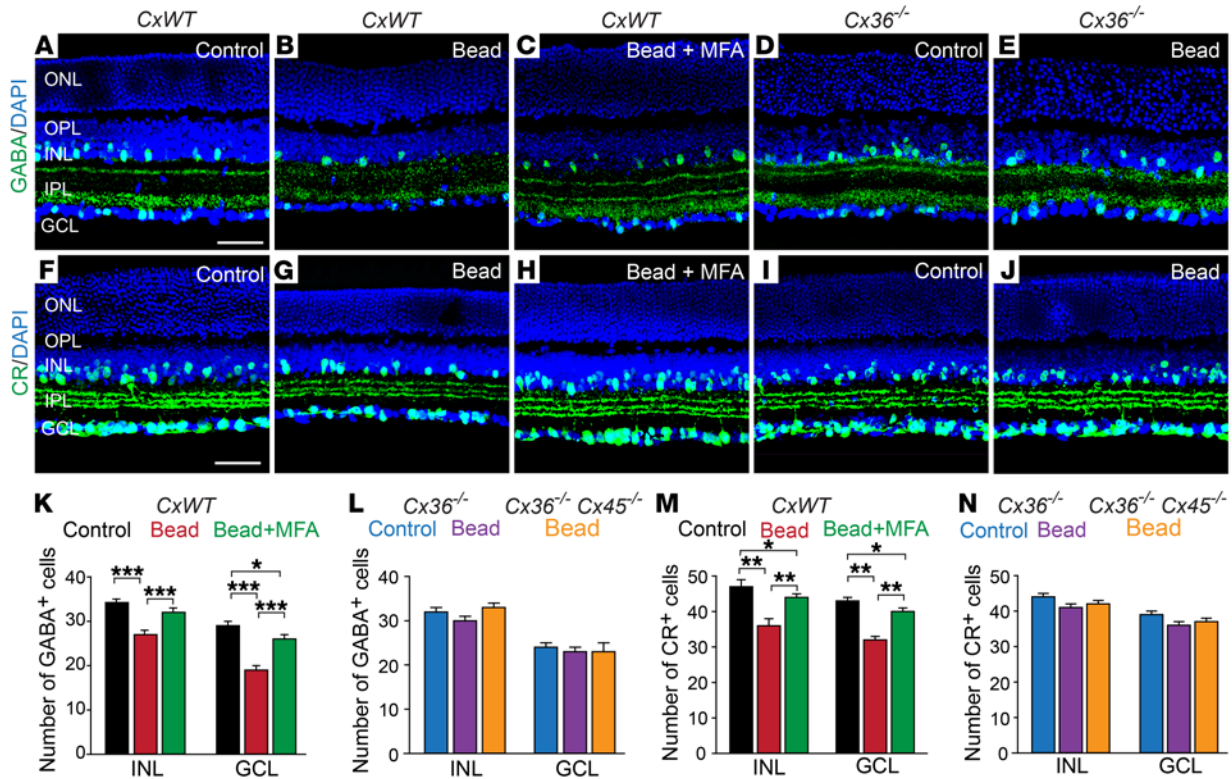 CxWT CxWT CxWT Cx36-/- Cx36-/-
A Control B Bead C Bead + MFA D Control E Bead
GABA/DAPI
ONL
OPL
INL
IPL
GCL
F Control G Bead H Bead + MFA I Control J Bead
CR/DAPI
ONL
OPL
INL
IPL
GCL
K CxWT
Control Bead Bead+MFA
Number of GABA+ cells
40
30
20
10
0
*** *** * *** ***
INL GCL
L Cx36-/- Cx36-/- Cx45-/-
Control Bead Bead
Number of GABA+ cells
40
30
20
10
0
INL GCL
M CxWT
Control Bead Bead+MFA
Number of CR+ cells
50
40
30
20
10
0
* ** ** * ** **
INL GCL
N Cx36-/- Cx36-/- Cx45-/-
Control Bead Bead
Number of CR+ cells
50
40
30
20
10
0
INL GCL